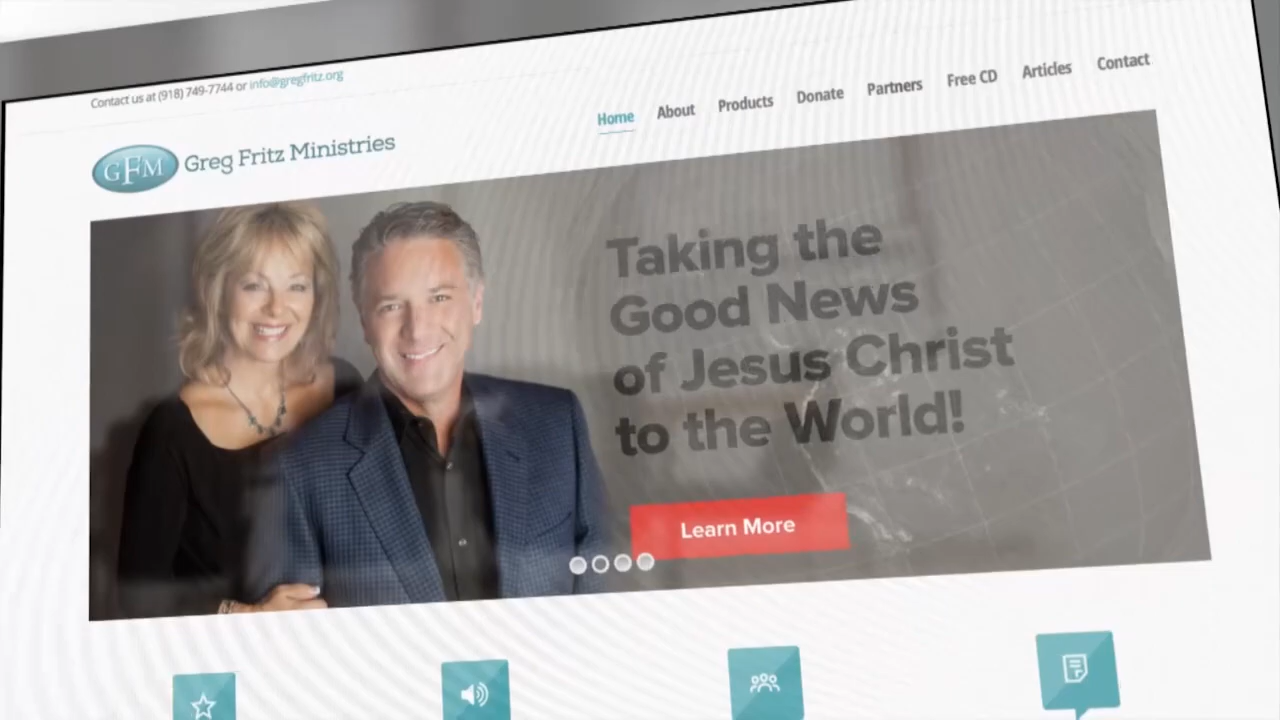 Contact us at (918) 749-7744 or info@gregfritz.org
Home About Products Donate Partners Free CD Articles Contact
GFM Greg Fritz Ministries
Taking the
Good News
of Jesus Christ
to the World!
Learn More